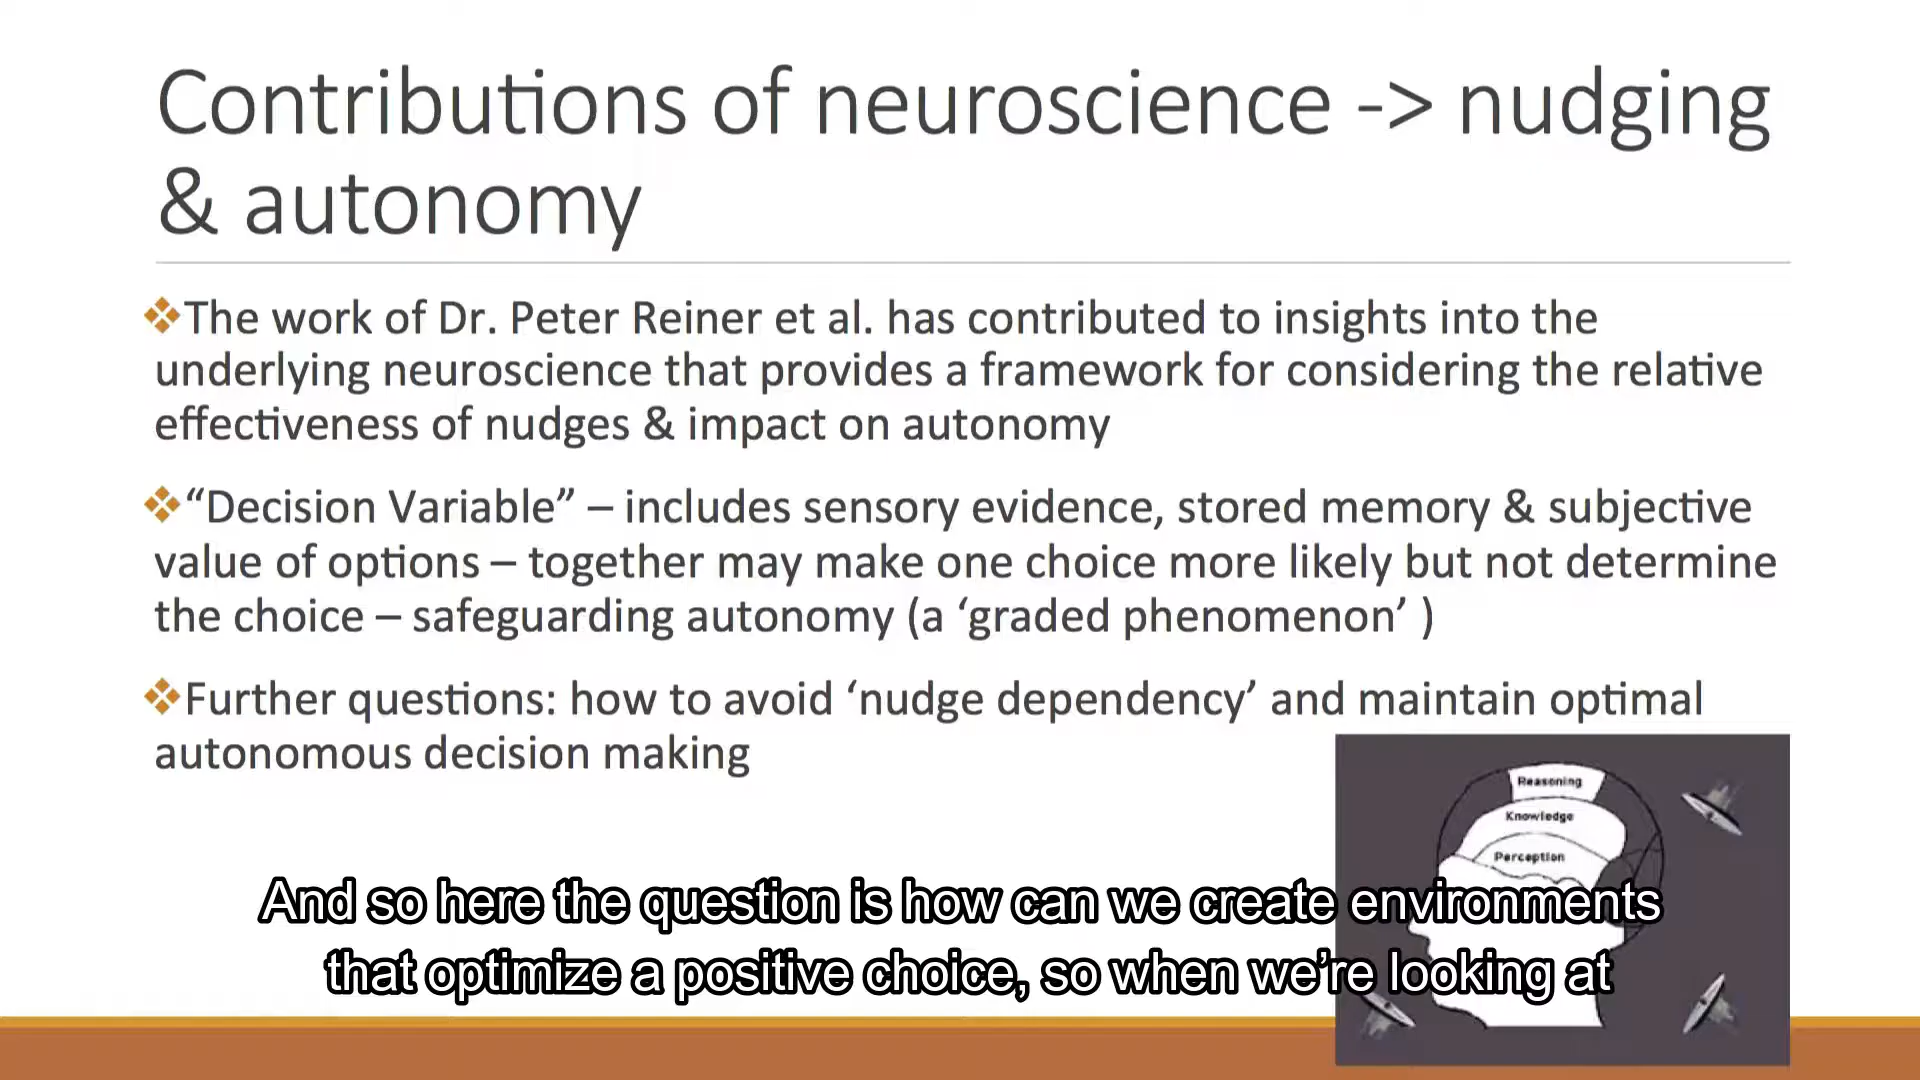 Contributions of neuroscience -> nudging
& autonomy
❖The work of Dr. Peter Reiner et al. has contributed to insights into the
underlying neuroscience that provides a framework for considering the relative
effectiveness of nudges & impact on autonomy
❖“Decision Variable” – includes sensory evidence, stored memory & subjective
value of options – together may make one choice more likely but not determine
the choice – safeguarding autonomy (a ‘graded phenomenon’ )
❖Further questions: how to avoid ‘nudge dependency’ and maintain optimal
autonomous decision making
Reasoning
Knowledge
Perception
And so here the question is how can we create environments
that optimize a positive choice, so when we’re looking at